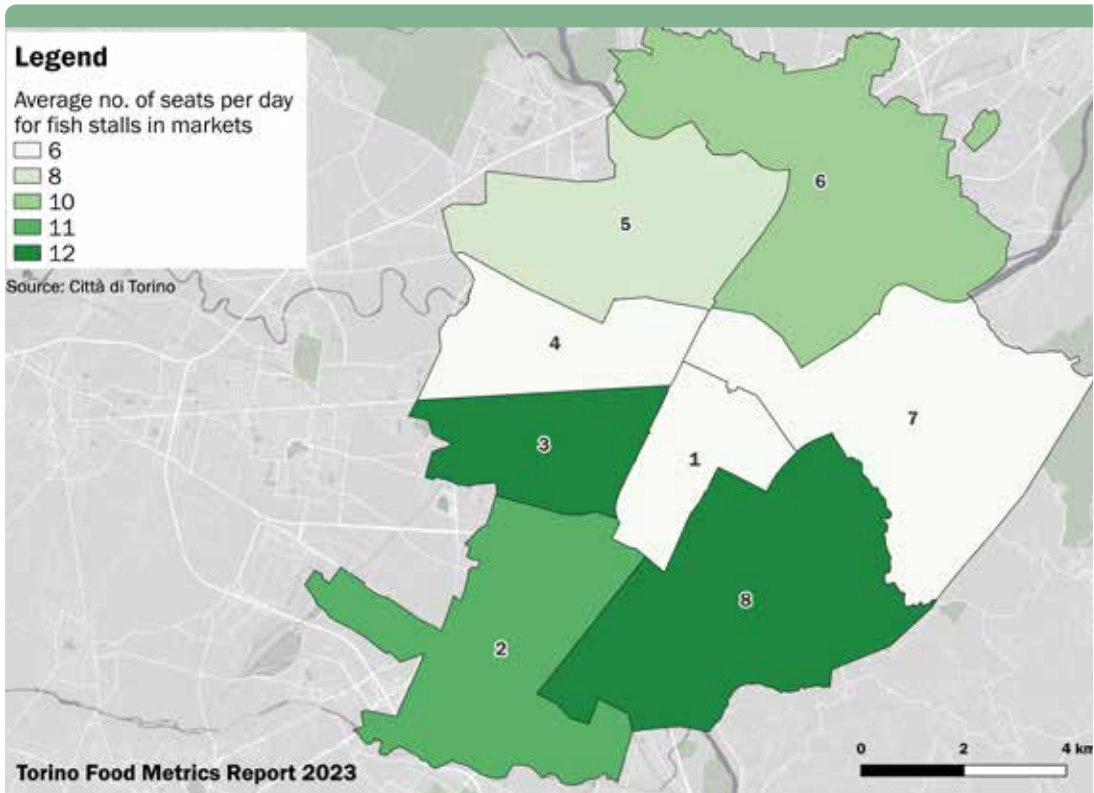 Legend
Average no. of seats per day
for fish stalls in markets
6
8
10
11
12
Source: Città di Torino
6
5
4
7
3
1
8
2
0 2 4 km
Torino Food Metrics Report 2023